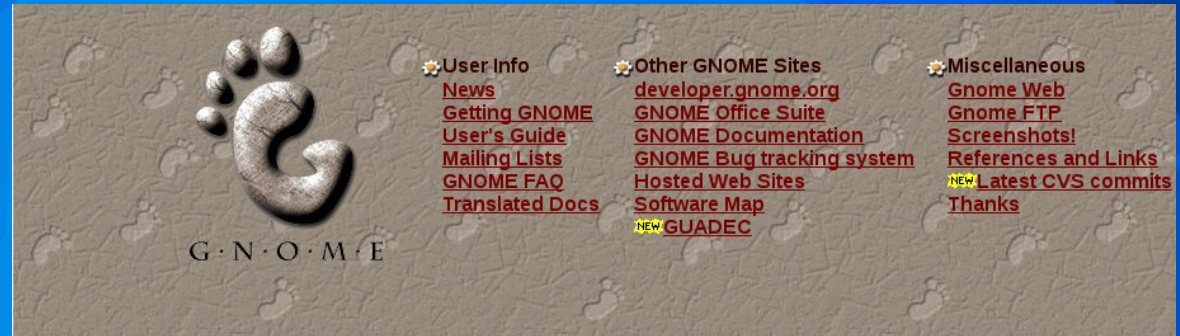 G·N·O·M·E
User Info
News
Getting GNOME
User's Guide
Mailing Lists
GNOME FAQ
Translated Docs
Other GNOME Sites
developer.gnome.org
GNOME Office Suite
GNOME Documentation
GNOME Bug tracking system
Hosted Web Sites
Software Map
NEW GUADEC
Miscellaneous
Gnome Web
Gnome FTP
Screenshots!
References and Links
NEW Latest CVS commits
Thanks